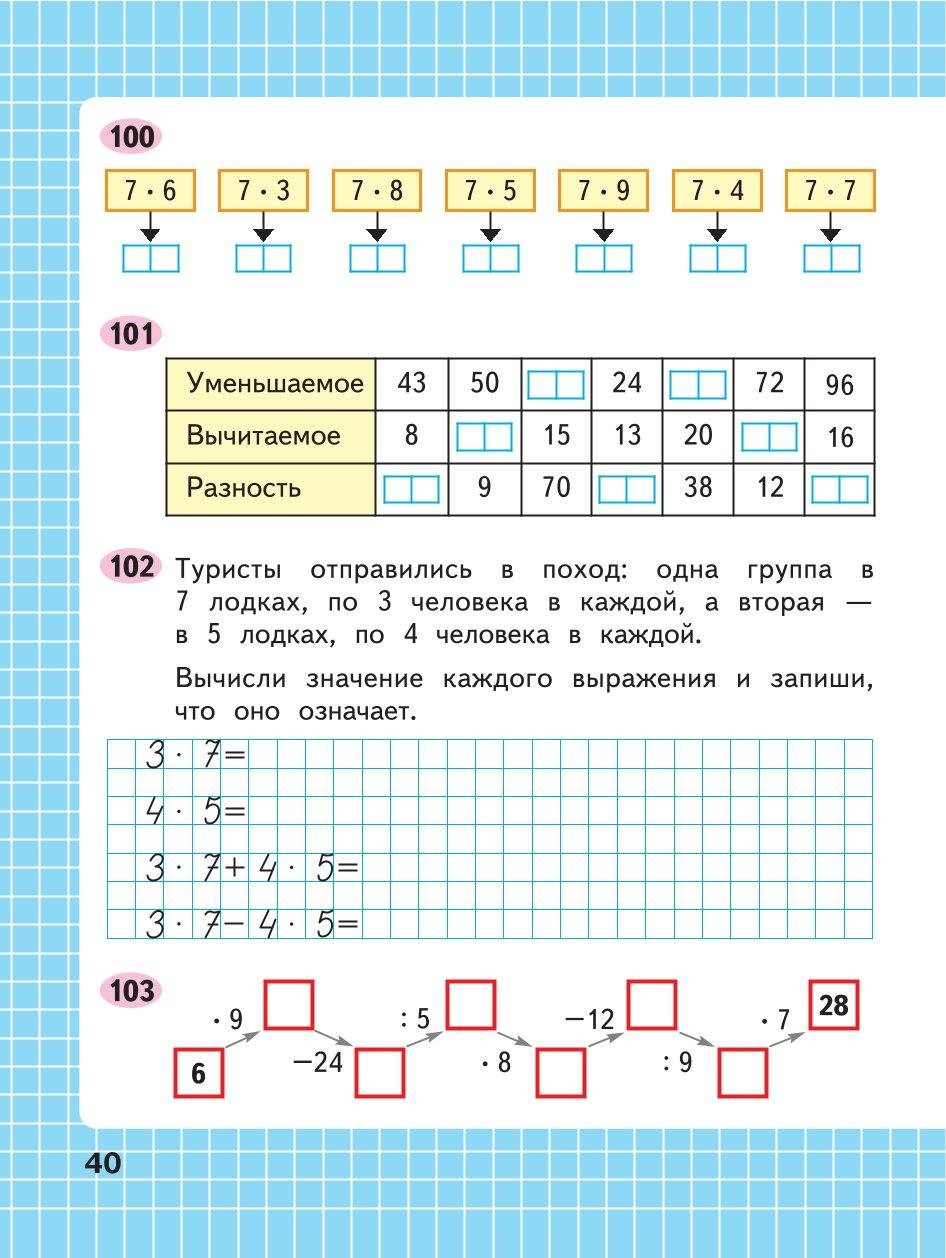 100
7 · 6 7 · 3 7 · 8 7 · 5 7 · 9 7 · 4 7 · 7
101
Уменьшаемое 43 50 24 72 96
Вычитаемое 8 15 13 20 16
Разность 9 70 38 12
102 Туристы отправились в поход: одна группа в
7 лодках, по 3 человека в каждой, а вторая —
в 5 лодках, по 4 человека в каждой.
Вычисли значение каждого выражения и запиши,
что оно означает.
3 · 7=
4 · 5=
3 · 7+ 4 · 5=
3 · 7− 4 · 5=
103
· 9 : 5 −12 · 7 28
6 −24 · 8 : 9
40